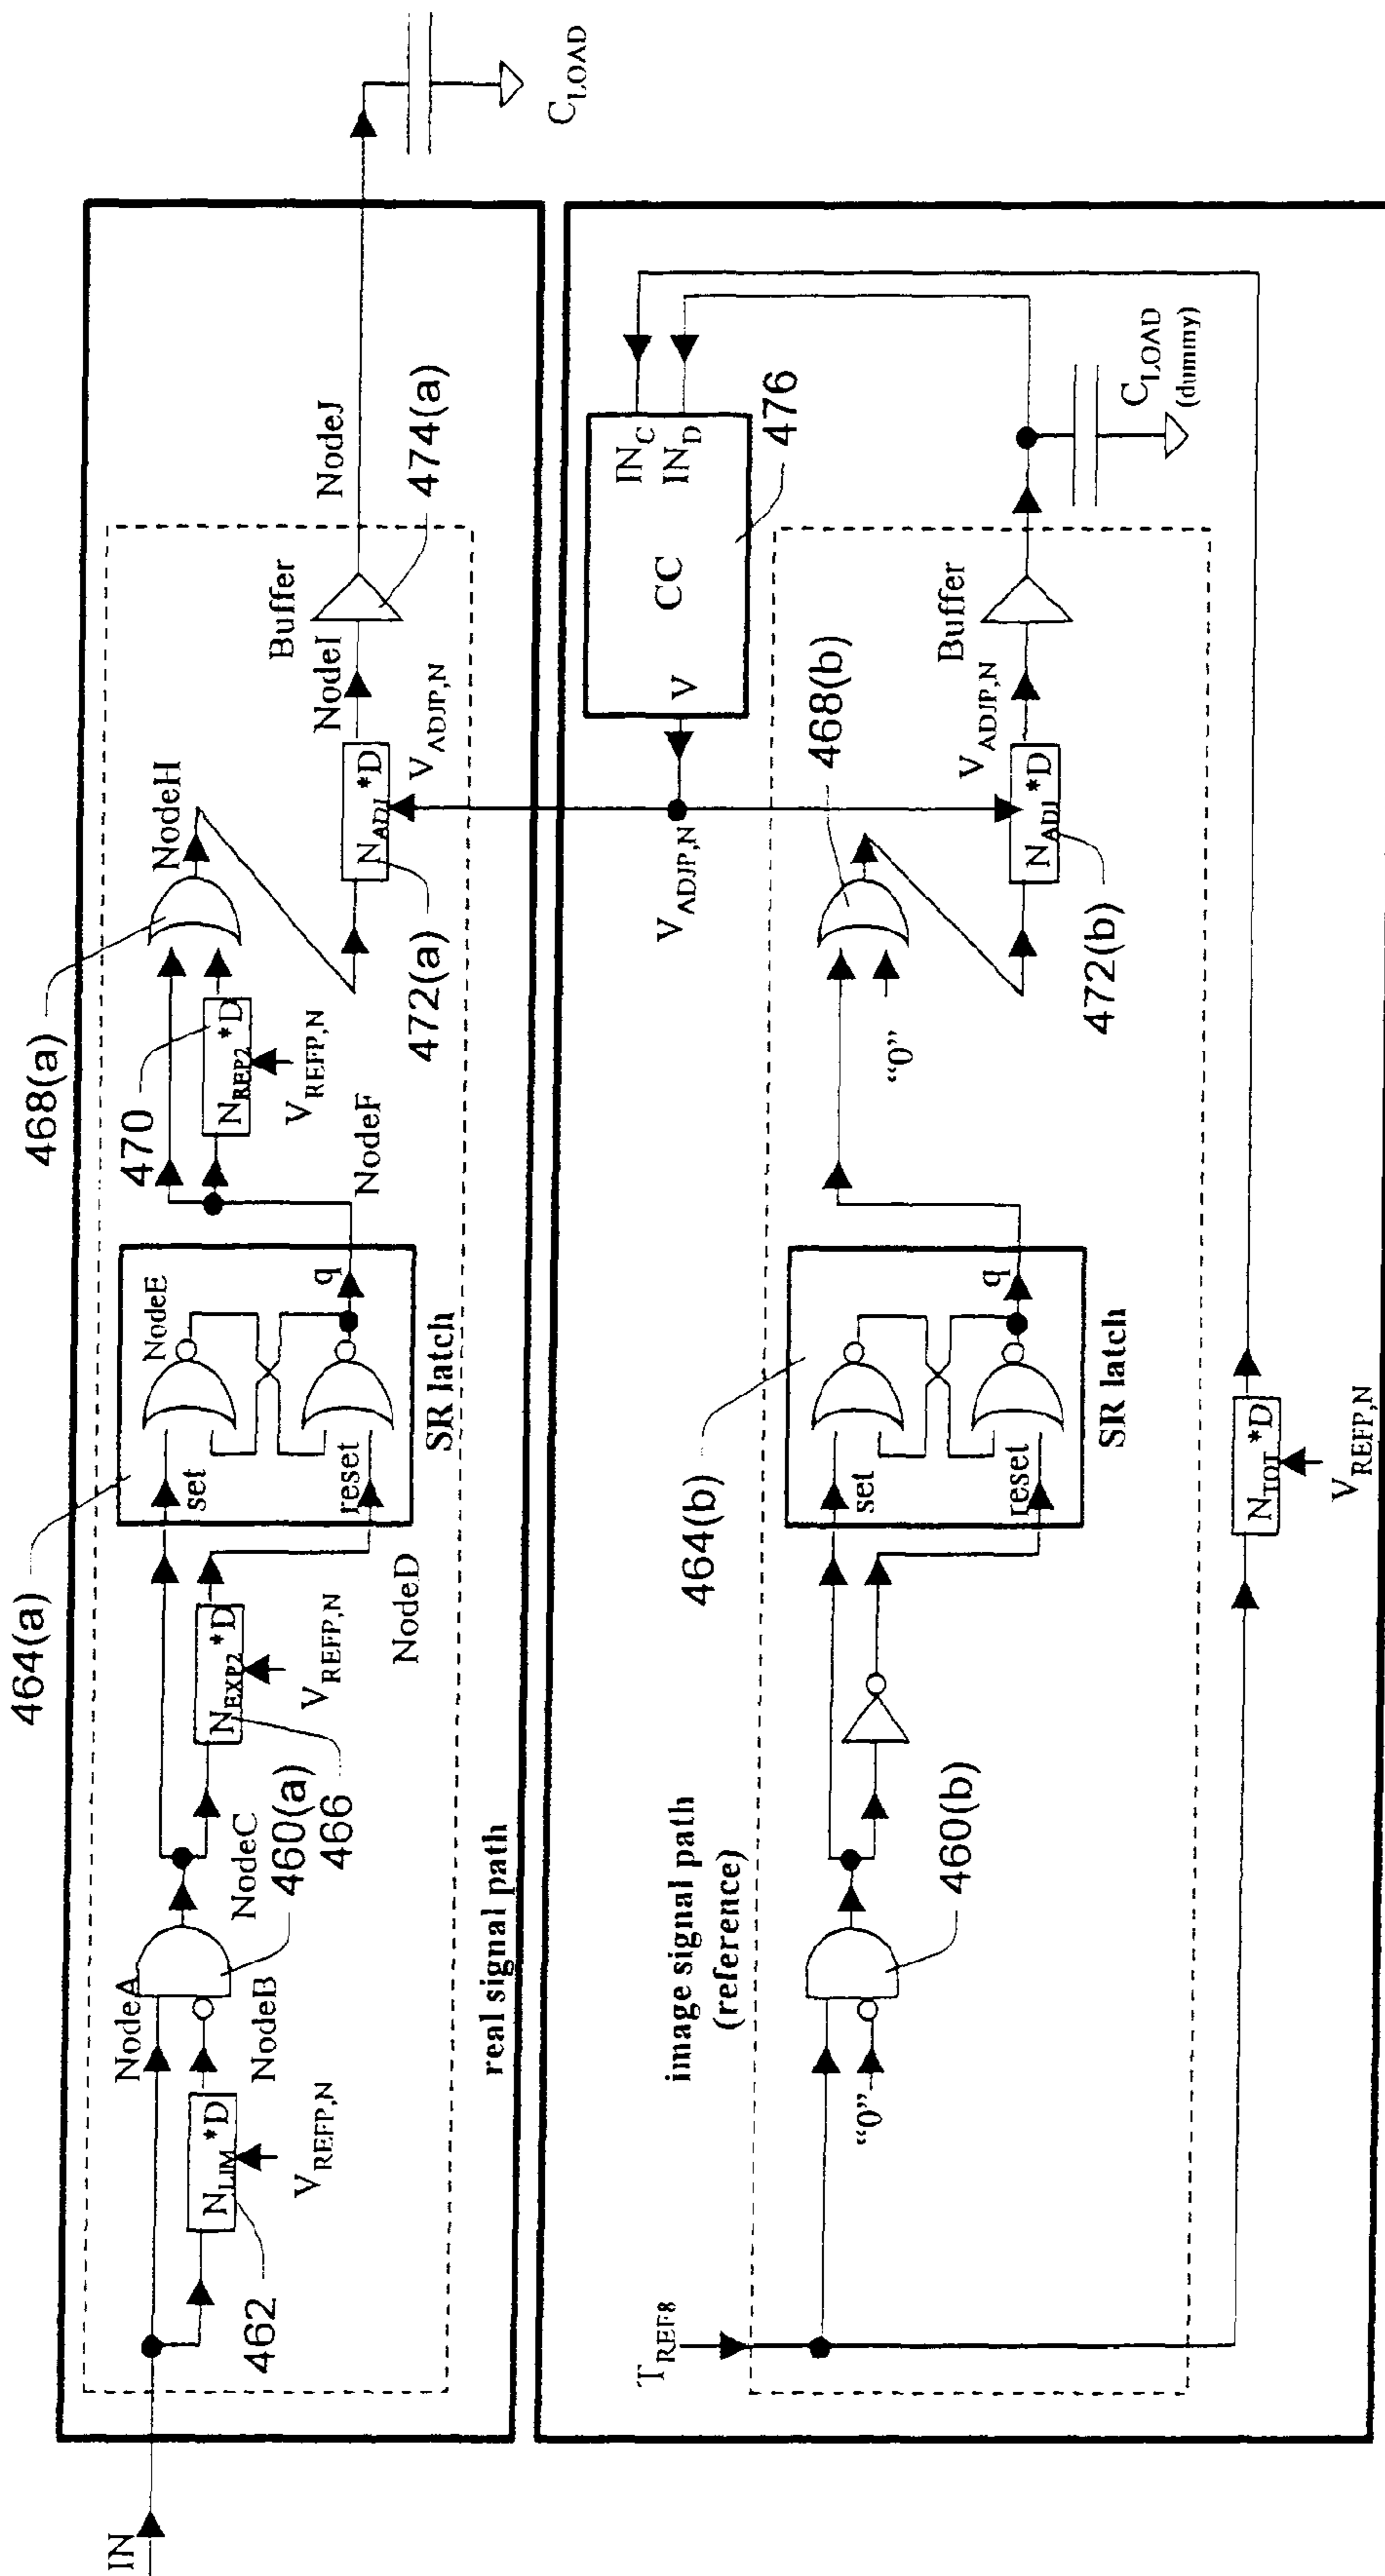 IN
464(a)
468(a)
462
N_LIM *D
V_REFP,N
NodeA
NodeB
NodeC
460(a)
466
N_EXP2 *D
V_REFP,N
NodeD
set
reset
NodeE
q
SR latch
NodeF
470
N_REP2 *D
V_REFP,N
NodeH
472(a)
N_ADJ *D
V_ADJP,N
NodeI
Buffer
NodeJ
474(a)
C_LOAD
real signal path
image signal path
(reference)
T_REF8
"0"
460(b)
464(b)
set
reset
q
SR latch
"0"
468(b)
472(b)
N_ADJ *D
V_ADJP,N
V_ADJP,N
Buffer
V
CC
IN_C
IN_D
476
C_LOAD
(dummy)
N_TOT *D
V_REFP,N